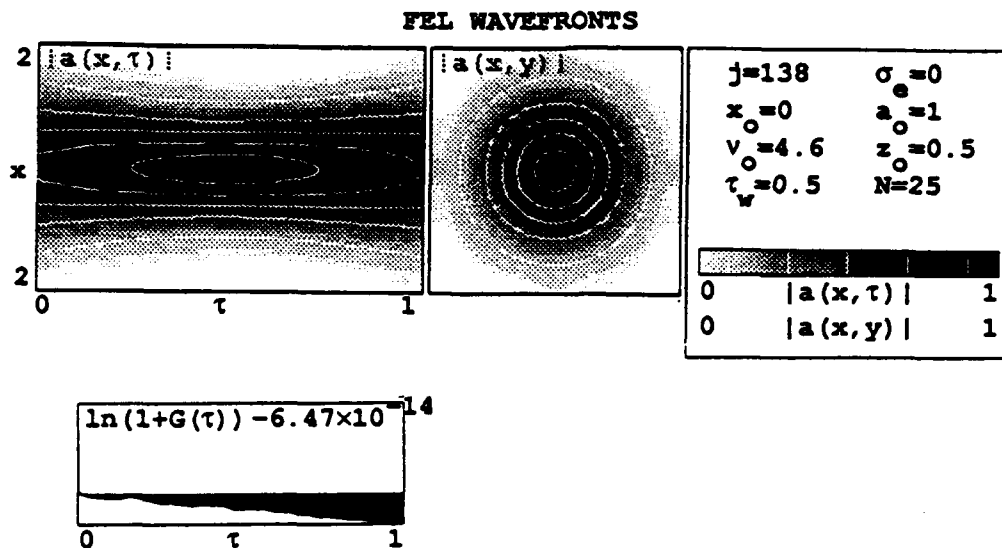 FEL WAVEFRONTS
2
|a(x,τ)|
x
2
0 τ 1
|a(x,y)|
j=138 σe=0
xo=0 ao=1
νo=4.6 zo=0.5
τw=0.5 N=25
0 |a(x,τ)| 1
0 |a(x,y)| 1
ln(1+G(τ)) -6.47×10^-14
0 τ 1